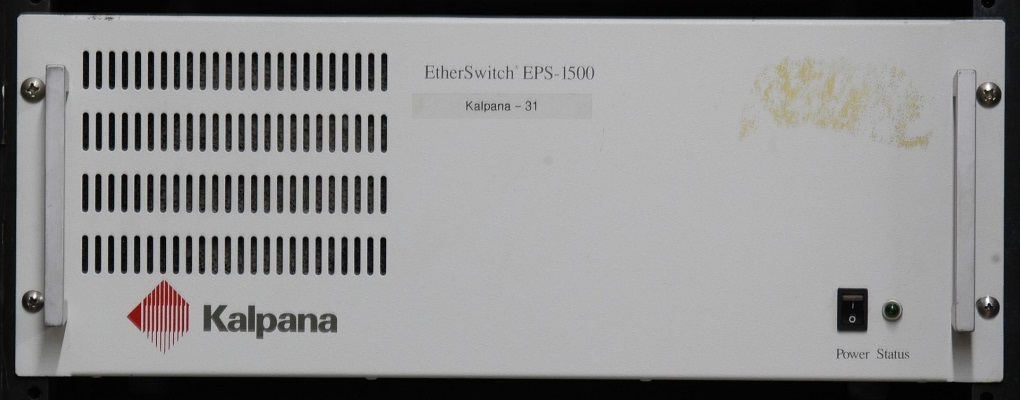 EtherSwitch® EPS-1500
Kalpana – 31
Kalpana
Power Status